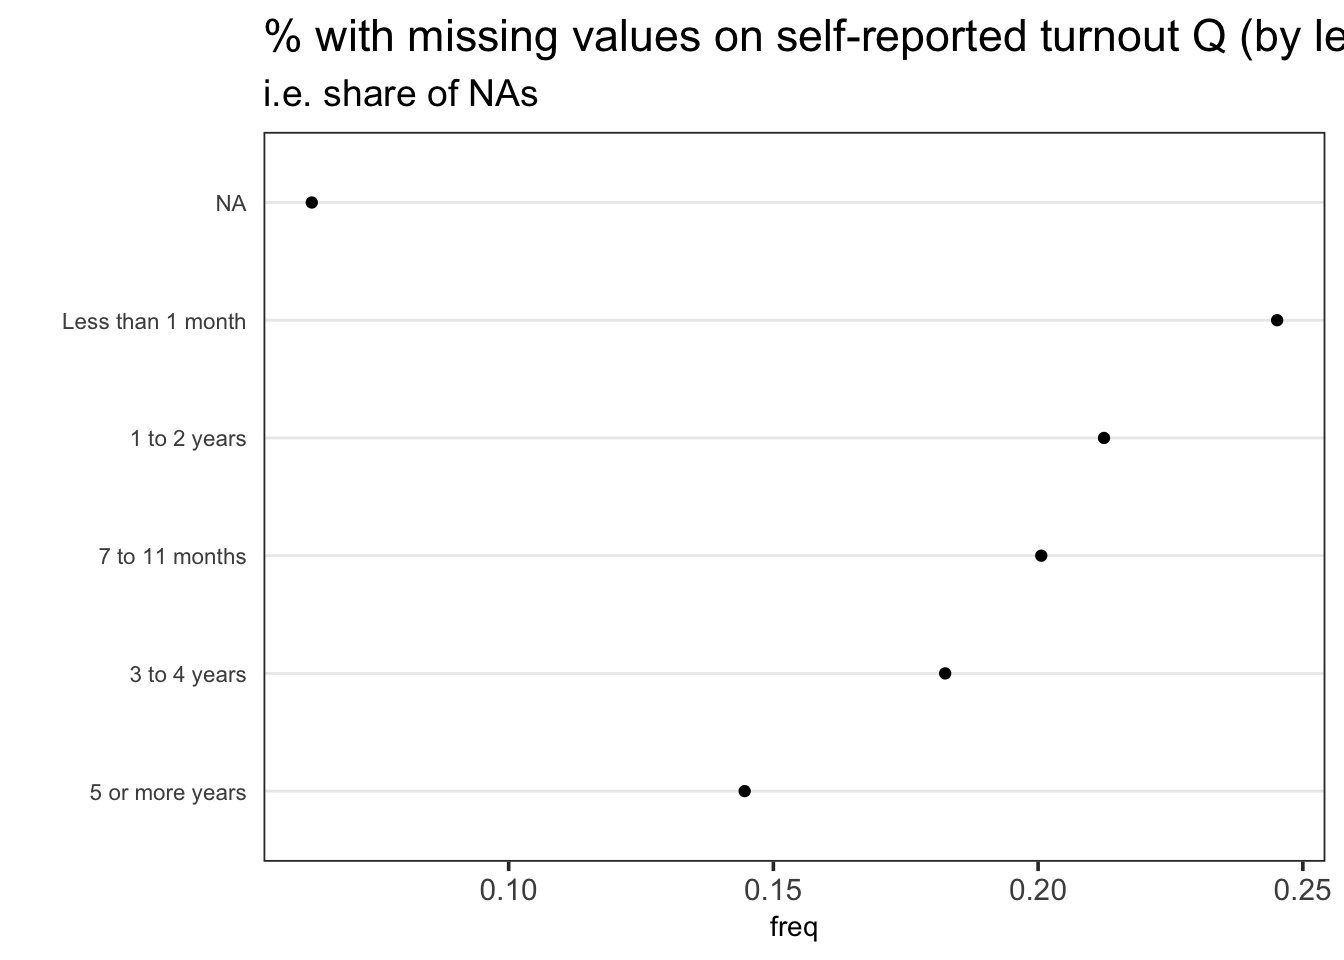 % with missing values on self-reported turnout Q (by le
i.e. share of NAs
NA
Less than 1 month
1 to 2 years
7 to 11 months
3 to 4 years
5 or more years
0.10 0.15 0.20 0.25
freq